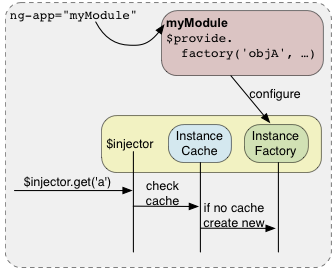 ng-app="myModule"
myModule
$provide.
factory('objA', …)
configure
$injector
Instance
Cache
Instance
Factory
$injector.get('a')
check
cache
if no cache
create new